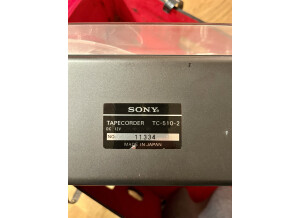 SONY
TAPECORDER TC-510-2
DC 12V
NO. 11334
MADE IN JAPAN